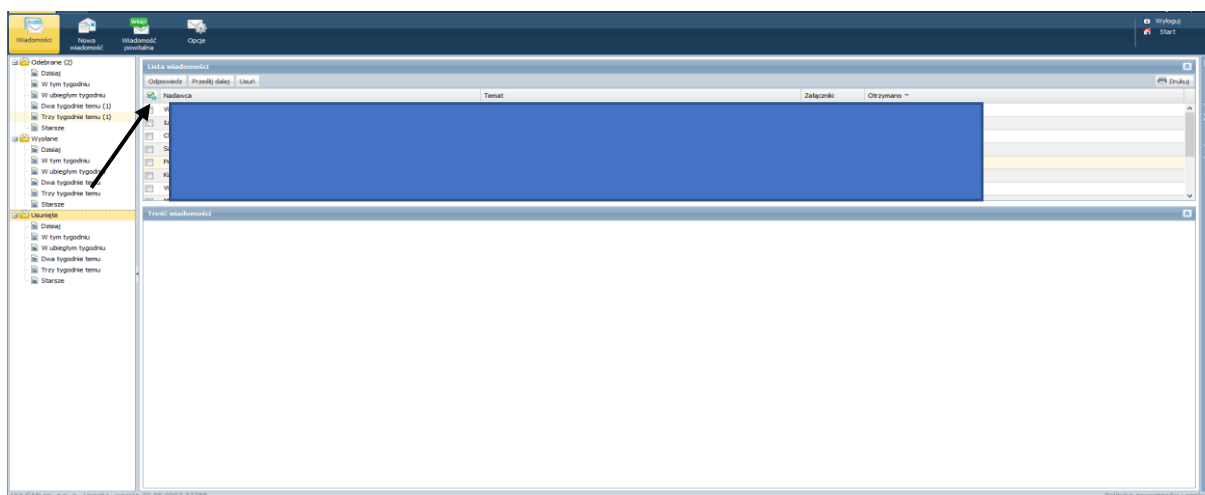 Wiadomości
Nowa wiadomość
Witaj!
Wiadomość powitalna
Opcje
Wyloguj
Start
Odebrane (2)
Dzisiaj
W tym tygodniu
W ubiegłym tygodniu
Dwa tygodnie temu (1)
Trzy tygodnie temu (1)
Starsze
Wysłane
Dzisiaj
W tym tygodniu
W ubiegłym tygodniu
Dwa tygodnie temu
Trzy tygodnie temu
Starsze
Usunięte
Dzisiaj
W tym tygodniu
W ubiegłym tygodniu
Dwa tygodnie temu
Trzy tygodnie temu
Starsze
Lista wiadomości
Odpowiedz Prześlij dalej Usuń Drukuj
Nadawca Temat Załączniki Otrzymano
Treść wiadomości